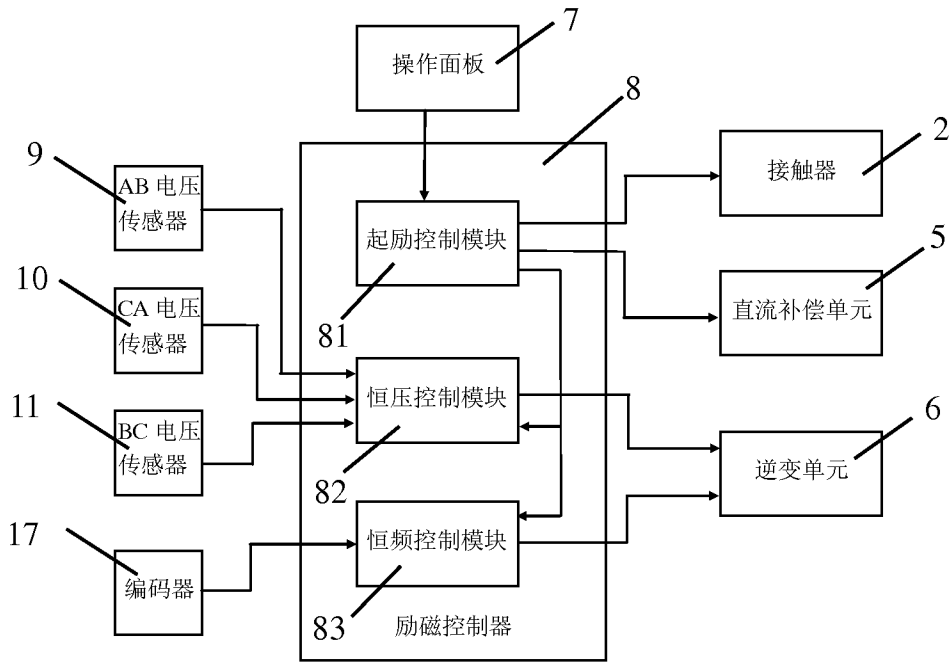 7
操作面板
8
2
接触器
9
AB 电压
传感器
起励控制模块
81
5
直流补偿单元
10
CA 电压
传感器
恒压控制模块
82
11
BC 电压
传感器
6
逆变单元
17
编码器
恒频控制模块
83
励磁控制器